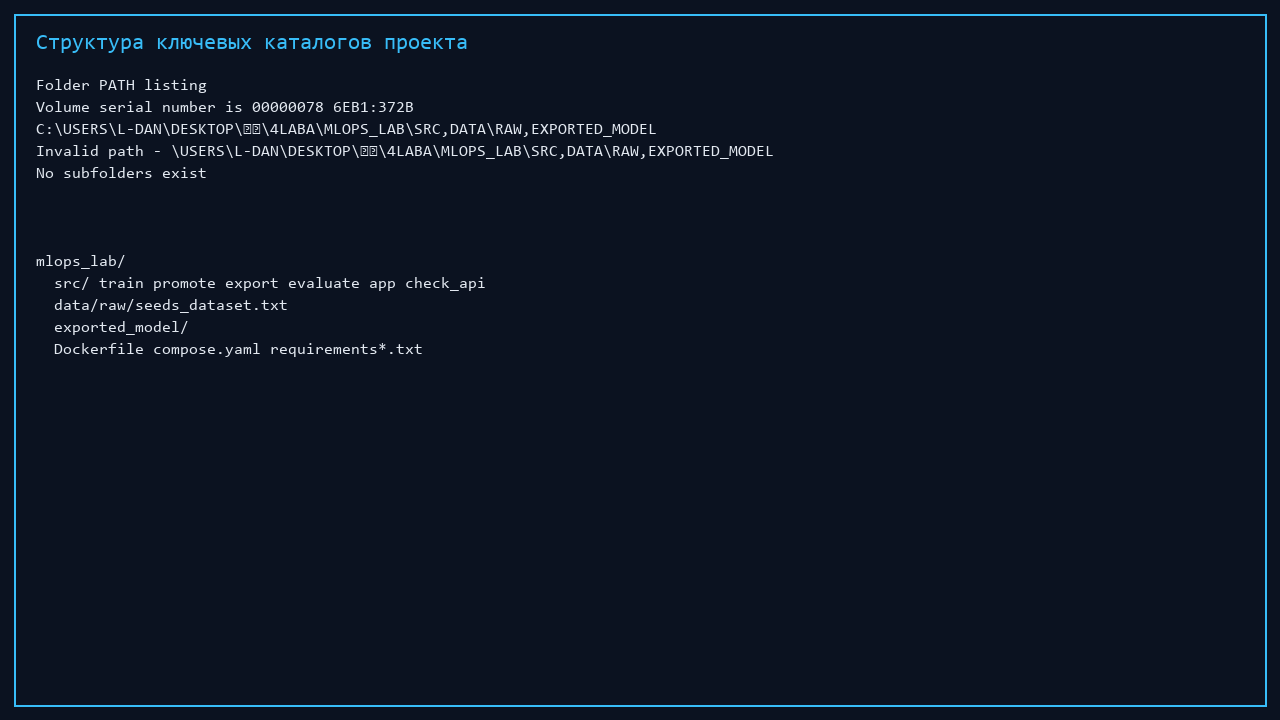 Структура ключевых каталогов проекта
Folder PATH listing
Volume serial number is 00000078 6EB1:372B
C:\USERS\L-DAN\DESKTOP\⍰⍰\4LABA\MLOPS_LAB\SRC,DATA\RAW,EXPORTED_MODEL
Invalid path - \USERS\L-DAN\DESKTOP\⍰⍰\4LABA\MLOPS_LAB\SRC,DATA\RAW,EXPORTED_MODEL
No subfolders exist
mlops_lab/
src/ train promote export evaluate app check_api
data/raw/seeds_dataset.txt
exported_model/
Dockerfile compose.yaml requirements*.txt